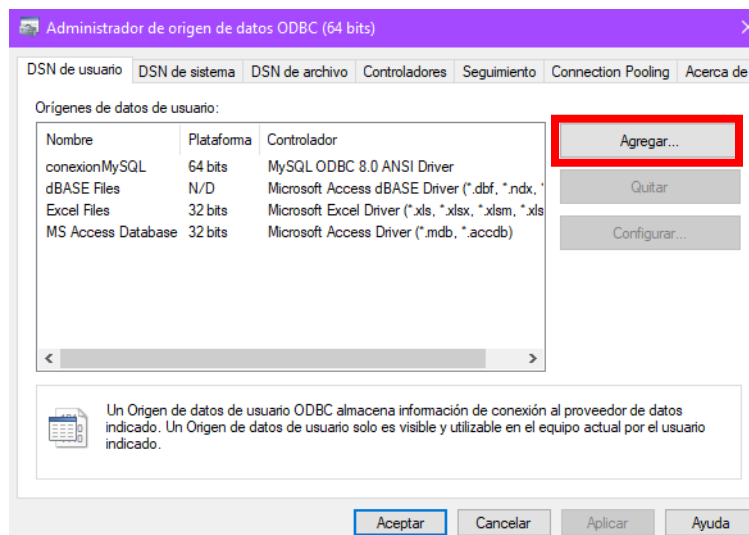 Administrador de origen de datos ODBC (64 bits)
DSN de usuario DSN de sistema DSN de archivo Controladores Seguimiento Connection Pooling Acerca de
Orígenes de datos de usuario:
Nombre Plataforma Controlador
conexionMySQL 64 bits MySQL ODBC 8.0 ANSI Driver
dBASE Files N/D Microsoft Access dBASE Driver (*.dbf, *.ndx, *
Excel Files 32 bits Microsoft Excel Driver (*.xls, *.xlsx, *.xlsm, *.xls
MS Access Database 32 bits Microsoft Access Driver (*.mdb, *.accdb)
Agregar...
Quitar
Configurar...
Un Origen de datos de usuario ODBC almacena información de conexión al proveedor de datos
indicado. Un Origen de datos de usuario solo es visible y utilizable en el equipo actual por el usuario
indicado.
Aceptar Cancelar Aplicar Ayuda